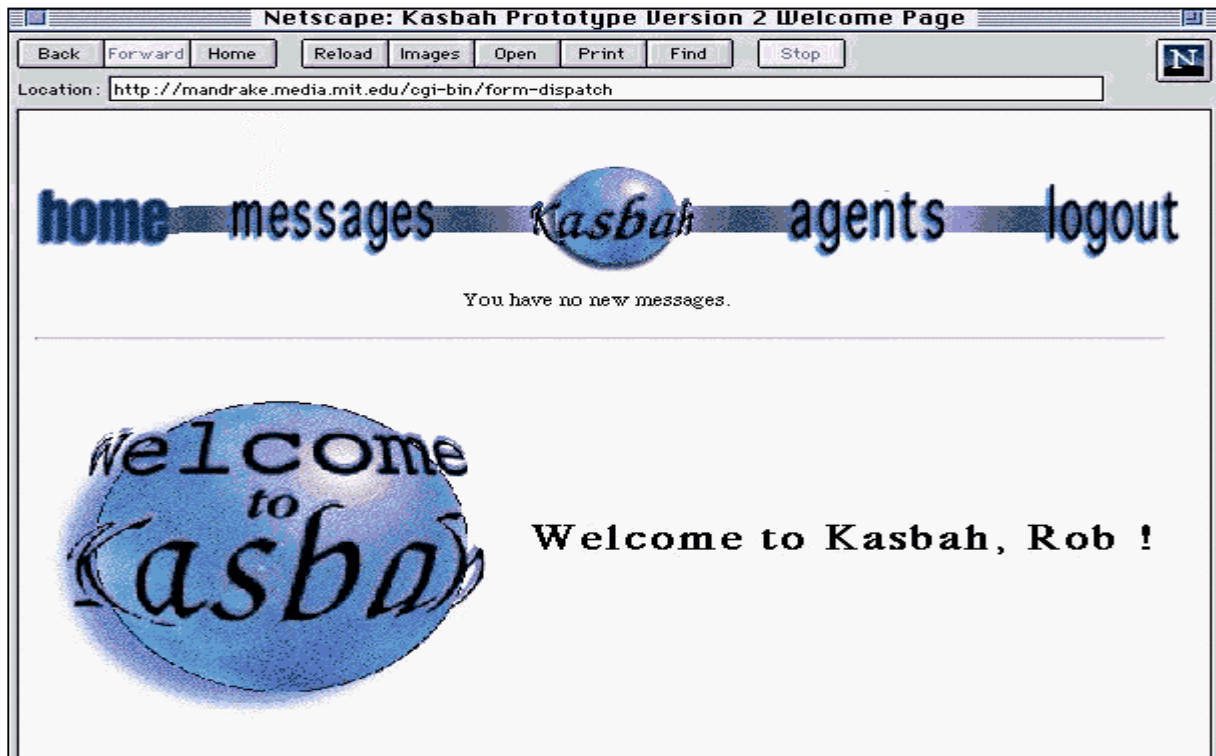 Netscape: Kasbah Prototype Version 2 Welcome Page
Back Forward Home Reload Images Open Print Find Stop
N
Location: http://mandrake.media.mit.edu/cgi-bin/form-dispatch
home messages Kasbah agents logout
You have no new messages.
Welcome
to
Kasbah
Welcome to Kasbah, Rob !